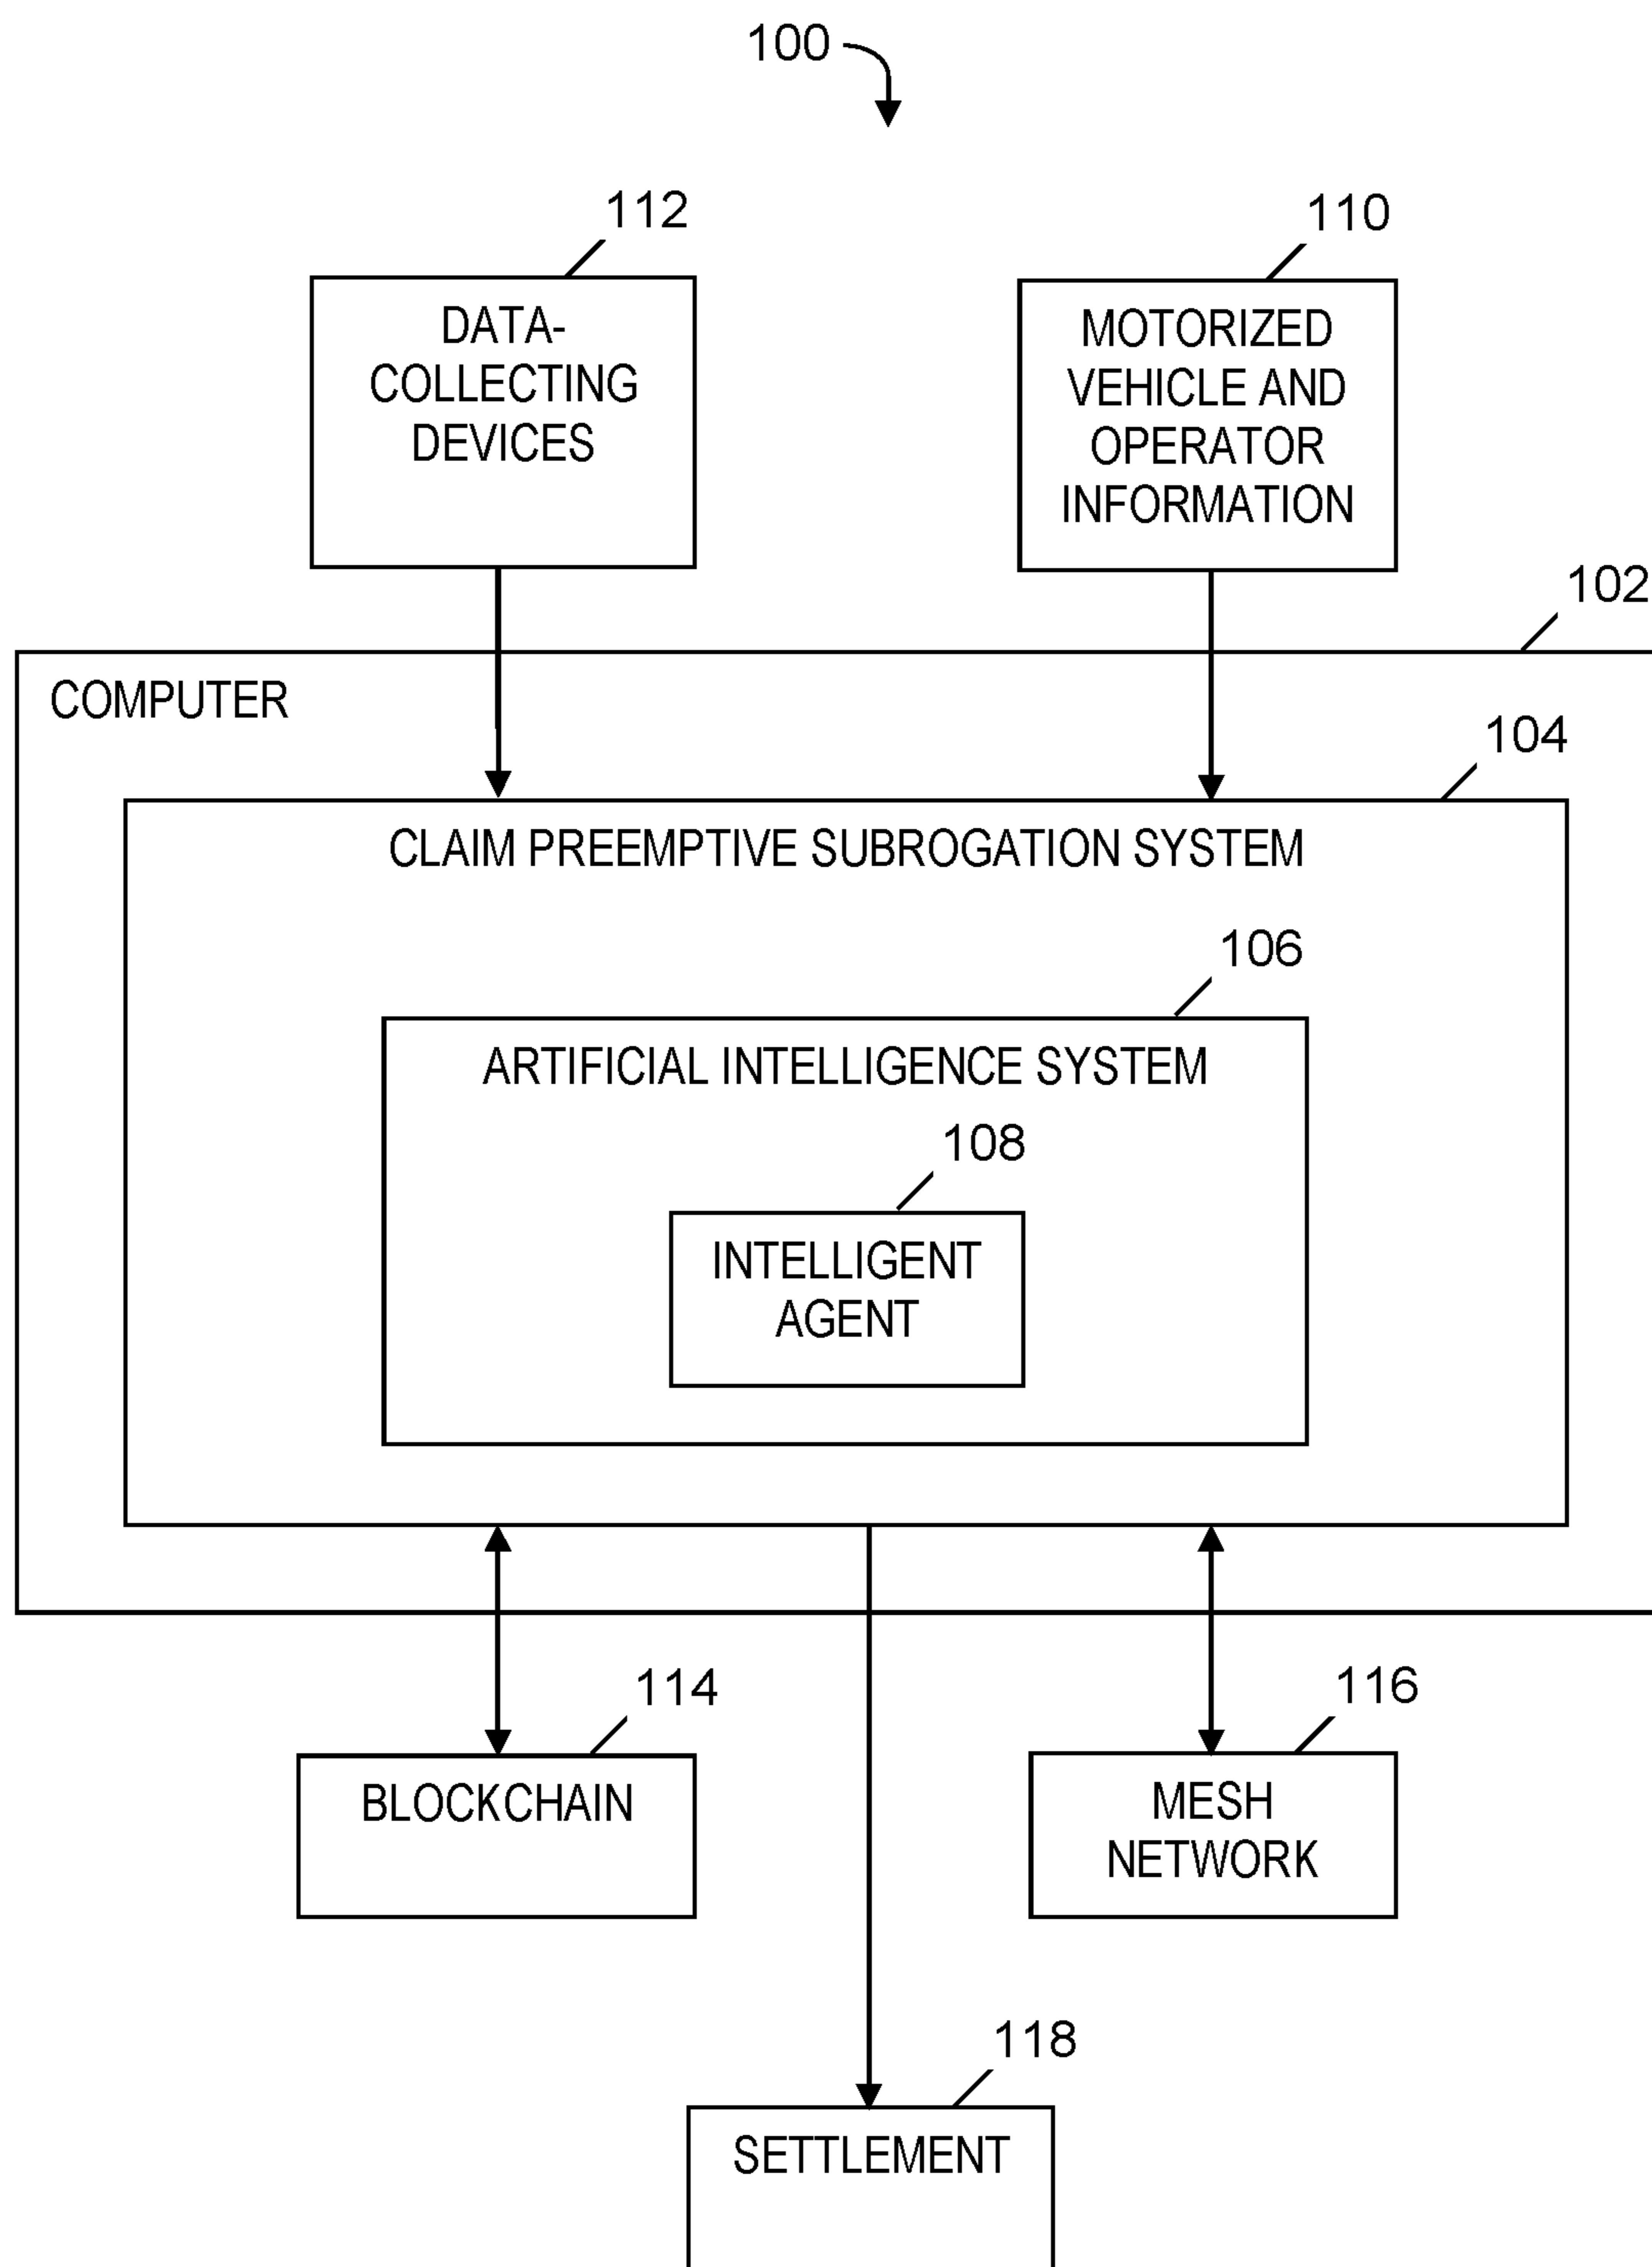 100
112
110
DATA-
COLLECTING
DEVICES
MOTORIZED
VEHICLE AND
OPERATOR
INFORMATION
102
COMPUTER
104
CLAIM PREEMPTIVE SUBROGATION SYSTEM
106
ARTIFICIAL INTELLIGENCE SYSTEM
108
INTELLIGENT
AGENT
114
116
BLOCKCHAIN
MESH
NETWORK
118
SETTLEMENT